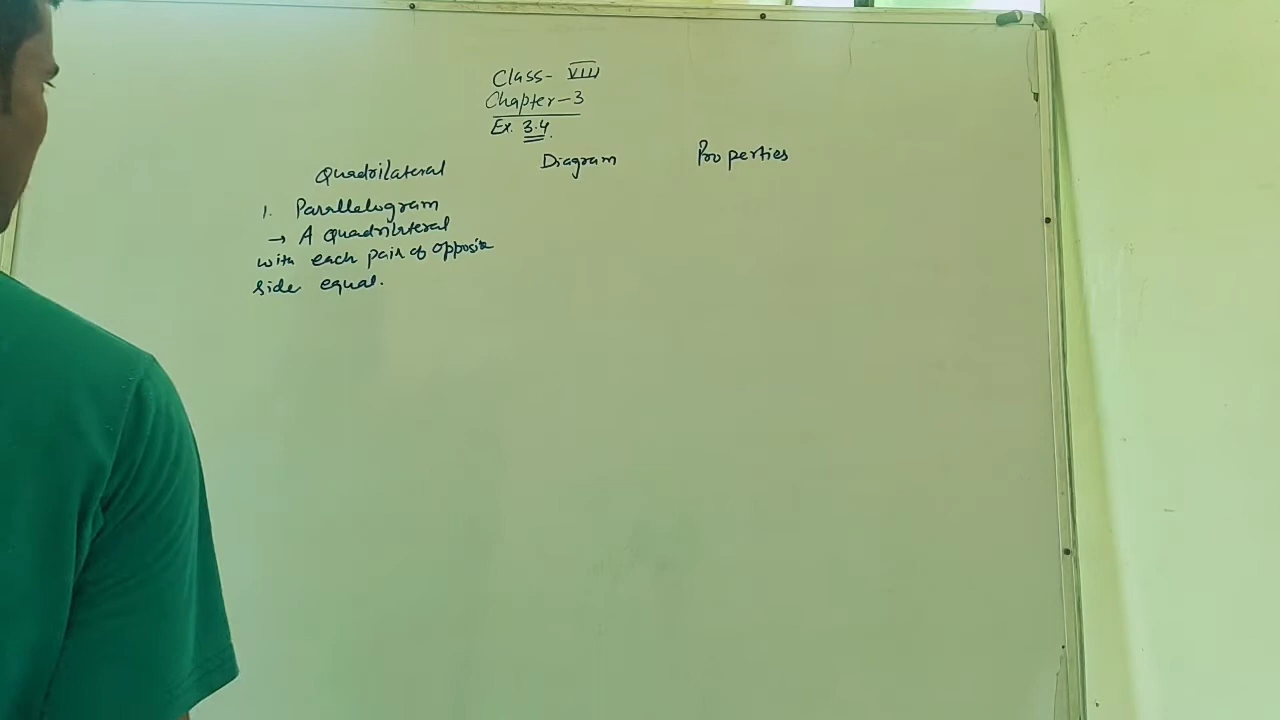 Class- VIII
Chapter-3
Ex. 3.4.
Quadrilateral Diagram Properties
1. Parallelogram
→ A Quadrilateral
with each pair of opposite
side equal.